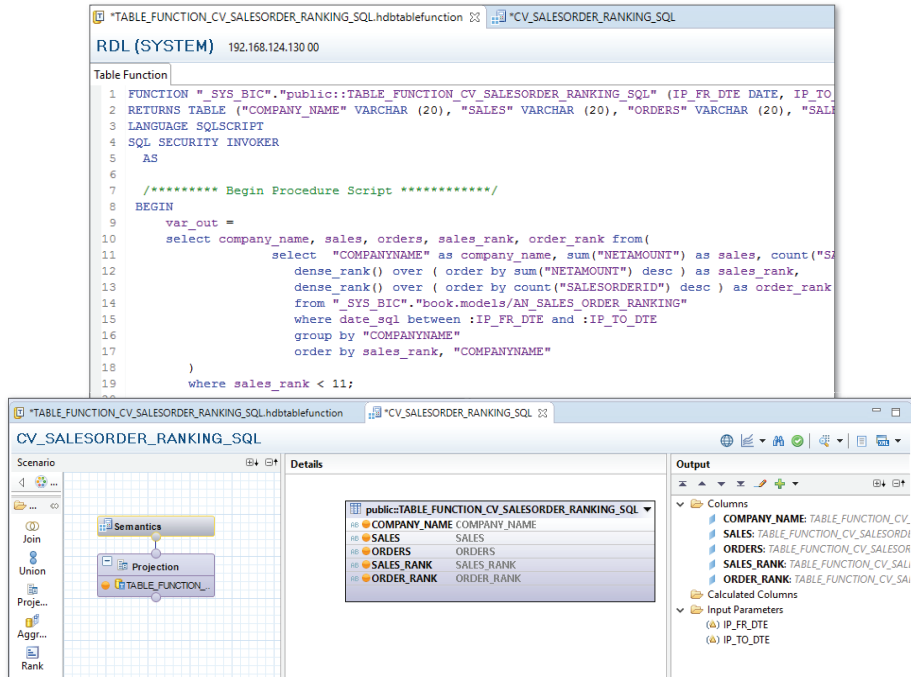 *TABLE_FUNCTION_CV_SALESORDER_RANKING_SQL.hdbtablefunction
*CV_SALESORDER_RANKING_SQL
RDL (SYSTEM) 192.168.124.130 00
Table Function
1 FUNCTION "_SYS_BIC"."public::TABLE_FUNCTION_CV_SALESORDER_RANKING_SQL" (IP_FR_DTE DATE, IP_TO_
2 RETURNS TABLE ("COMPANY_NAME" VARCHAR (20), "SALES" VARCHAR (20), "ORDERS" VARCHAR (20), "SALE
3 LANGUAGE SQLSCRIPT
4 SQL SECURITY INVOKER
5 AS
6
7 /********* Begin Procedure Script ************/
8 BEGIN
9 var_out =
10 select company_name, sales, orders, sales_rank, order_rank from(
11 select "COMPANYNAME" as company_name, sum("NETAMOUNT") as sales, count("SA
12 dense_rank() over ( order by sum("NETAMOUNT") desc ) as sales_rank,
13 dense_rank() over ( order by count("SALESORDERID") desc ) as order_rank
14 from "_SYS_BIC"."book.models/AN_SALES_ORDER_RANKING"
15 where date_sql between :IP_FR_DTE and :IP_TO_DTE
16 group by "COMPANYNAME"
17 order by sales_rank, "COMPANYNAME"
18 )
19 where sales_rank < 11;
*TABLE_FUNCTION_CV_SALESORDER_RANKING_SQL.hdbtablefunction
*CV_SALESORDER_RANKING_SQL
CV_SALESORDER_RANKING_SQL
Scenario
Details
Output
...
...
Join
Union
Proje...
Aggr...
Rank
Semantics
Projection
TABLE_FUNCTION_...
public::TABLE_FUNCTION_CV_SALESORDER_RANKING_SQL
AB COMPANY_NAME COMPANY_NAME
AB SALES SALES
AB ORDERS ORDERS
AB SALES_RANK SALES_RANK
AB ORDER_RANK ORDER_RANK
Columns
COMPANY_NAME: TABLE_FUNCTION_CV_
SALES: TABLE_FUNCTION_CV_SALESORDE
ORDERS: TABLE_FUNCTION_CV_SALESOR
SALES_RANK: TABLE_FUNCTION_CV_SALE
ORDER_RANK: TABLE_FUNCTION_CV_SAL
Calculated Columns
Input Parameters
IP_FR_DTE
IP_TO_DTE